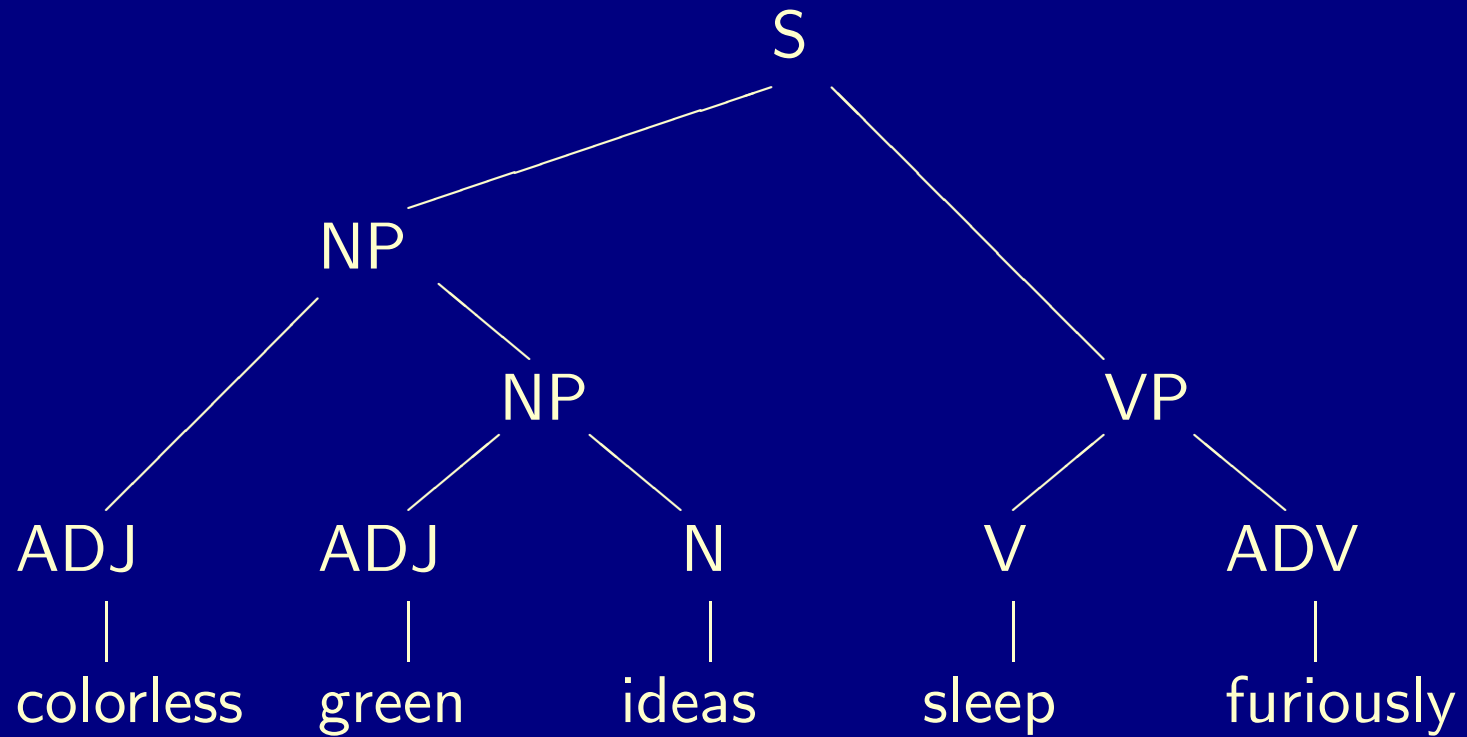 S
NP
NP VP
ADJ ADJ N V ADV
colorless green ideas sleep furiously